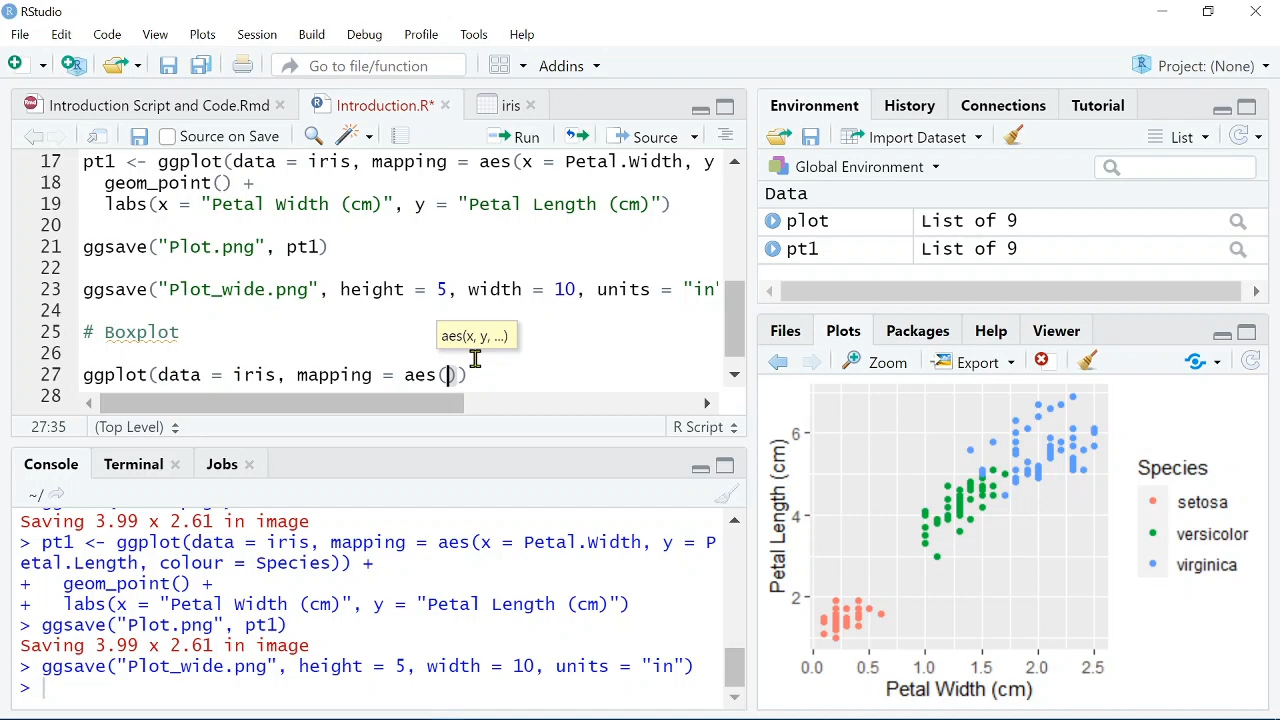 RStudio
File Edit Code View Plots Session Build Debug Profile Tools Help
Go to file/function Addins Project: (None)
Introduction Script and Code.Rmd Introduction.R* iris
Source on Save Run Source
17 pt1 <- ggplot(data = iris, mapping = aes(x = Petal.Width, y
18 geom_point() +
19 labs(x = "Petal Width (cm)", y = "Petal Length (cm)")
20
21 ggsave("Plot.png", pt1)
22
23 ggsave("Plot_wide.png", height = 5, width = 10, units = "in"
24
25 # Boxplot
aes(x, y, ...)
26
27 ggplot(data = iris, mapping = aes())
28
27:35 (Top Level) R Script
Console Terminal Jobs
~/
Saving 3.99 x 2.61 in image
> pt1 <- ggplot(data = iris, mapping = aes(x = Petal.Width, y = P
etal.Length, colour = Species)) +
+ geom_point() +
+ labs(x = "Petal Width (cm)", y = "Petal Length (cm)")
> ggsave("Plot.png", pt1)
Saving 3.99 x 2.61 in image
> ggsave("Plot_wide.png", height = 5, width = 10, units = "in")
>
Environment History Connections Tutorial
Import Dataset List
Global Environment
Data
plot List of 9
pt1 List of 9
Files Plots Packages Help Viewer
Zoom Export
Petal Length (cm)
6
4
2
0.0 0.5 1.0 1.5 2.0 2.5
Petal Width (cm)
Species
setosa
versicolor
virginica